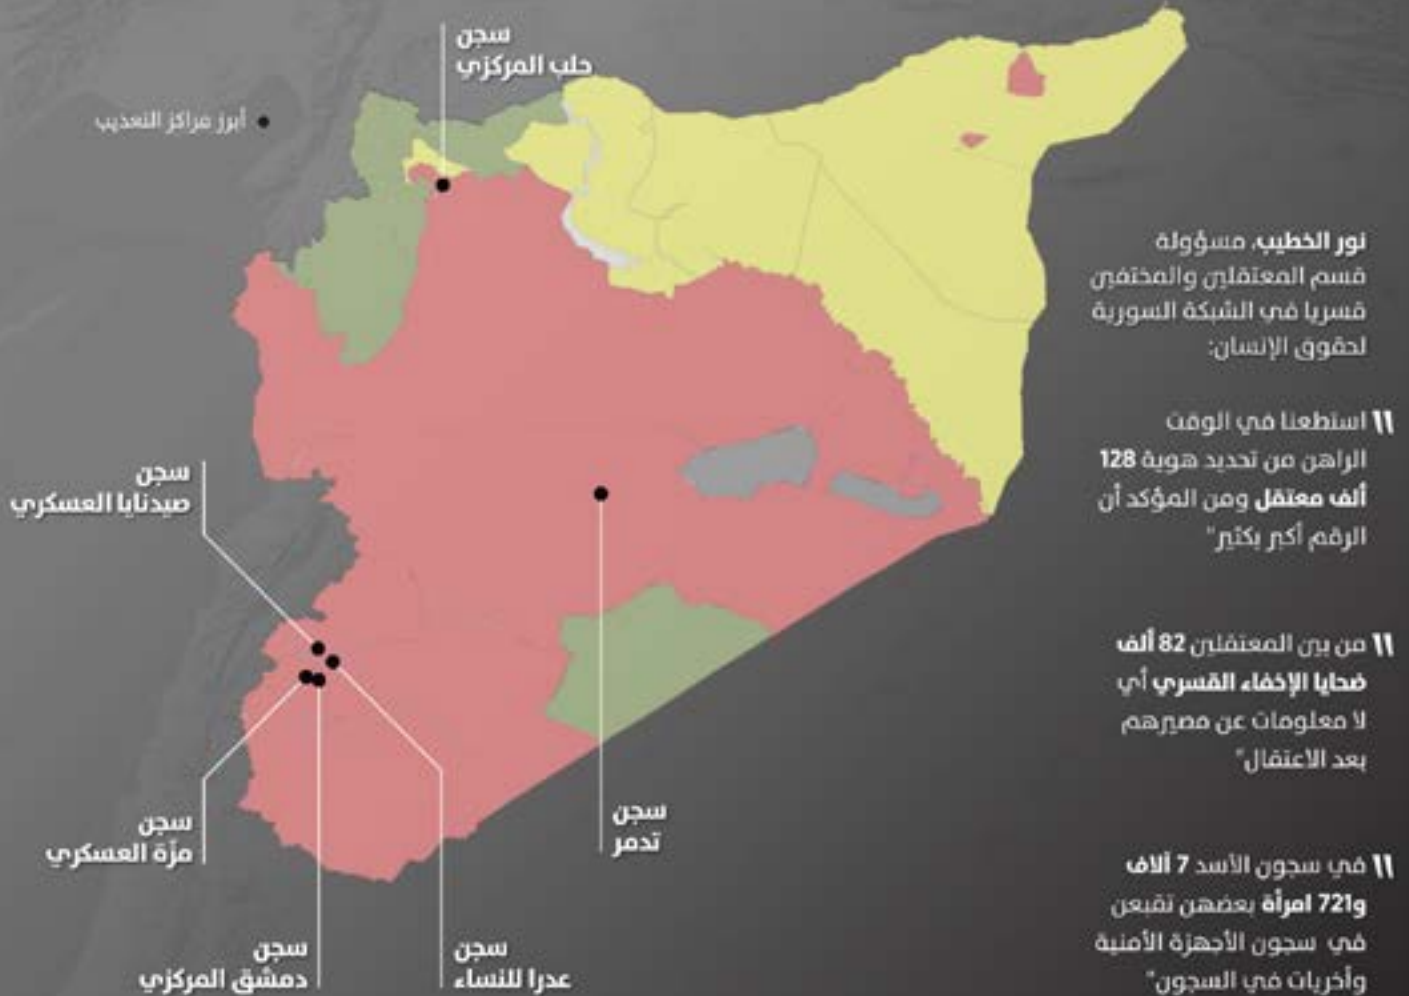 سجن
حلب المركزي
أبرز مراكز التعذيب
نور الخطيب، مسؤولة
قسم المعتقلين والمختفين
قسريا في الشبكة السورية
لحقوق الإنسان:
" استطعنا في الوقت
الراهن من تحديد هوية 128
ألف معتقل ومن المؤكد أن
الرقم أكبر بكثير"
" من بين المعتقلين 82 ألف
ضحايا الإخفاء القسري أي
لا معلومات عن مصيرهم
بعد الاعتقال"
" في سجون الأسد 7 آلاف
و721 امرأة بعضهن تقبعن
في سجون الأجهزة الأمنية
وأخريات في السجون"
سجن
صيدنايا العسكري
سجن
تدمر
سجن
مزّة العسكري
سجن
عدرا للنساء
سجن
دمشق المركزي